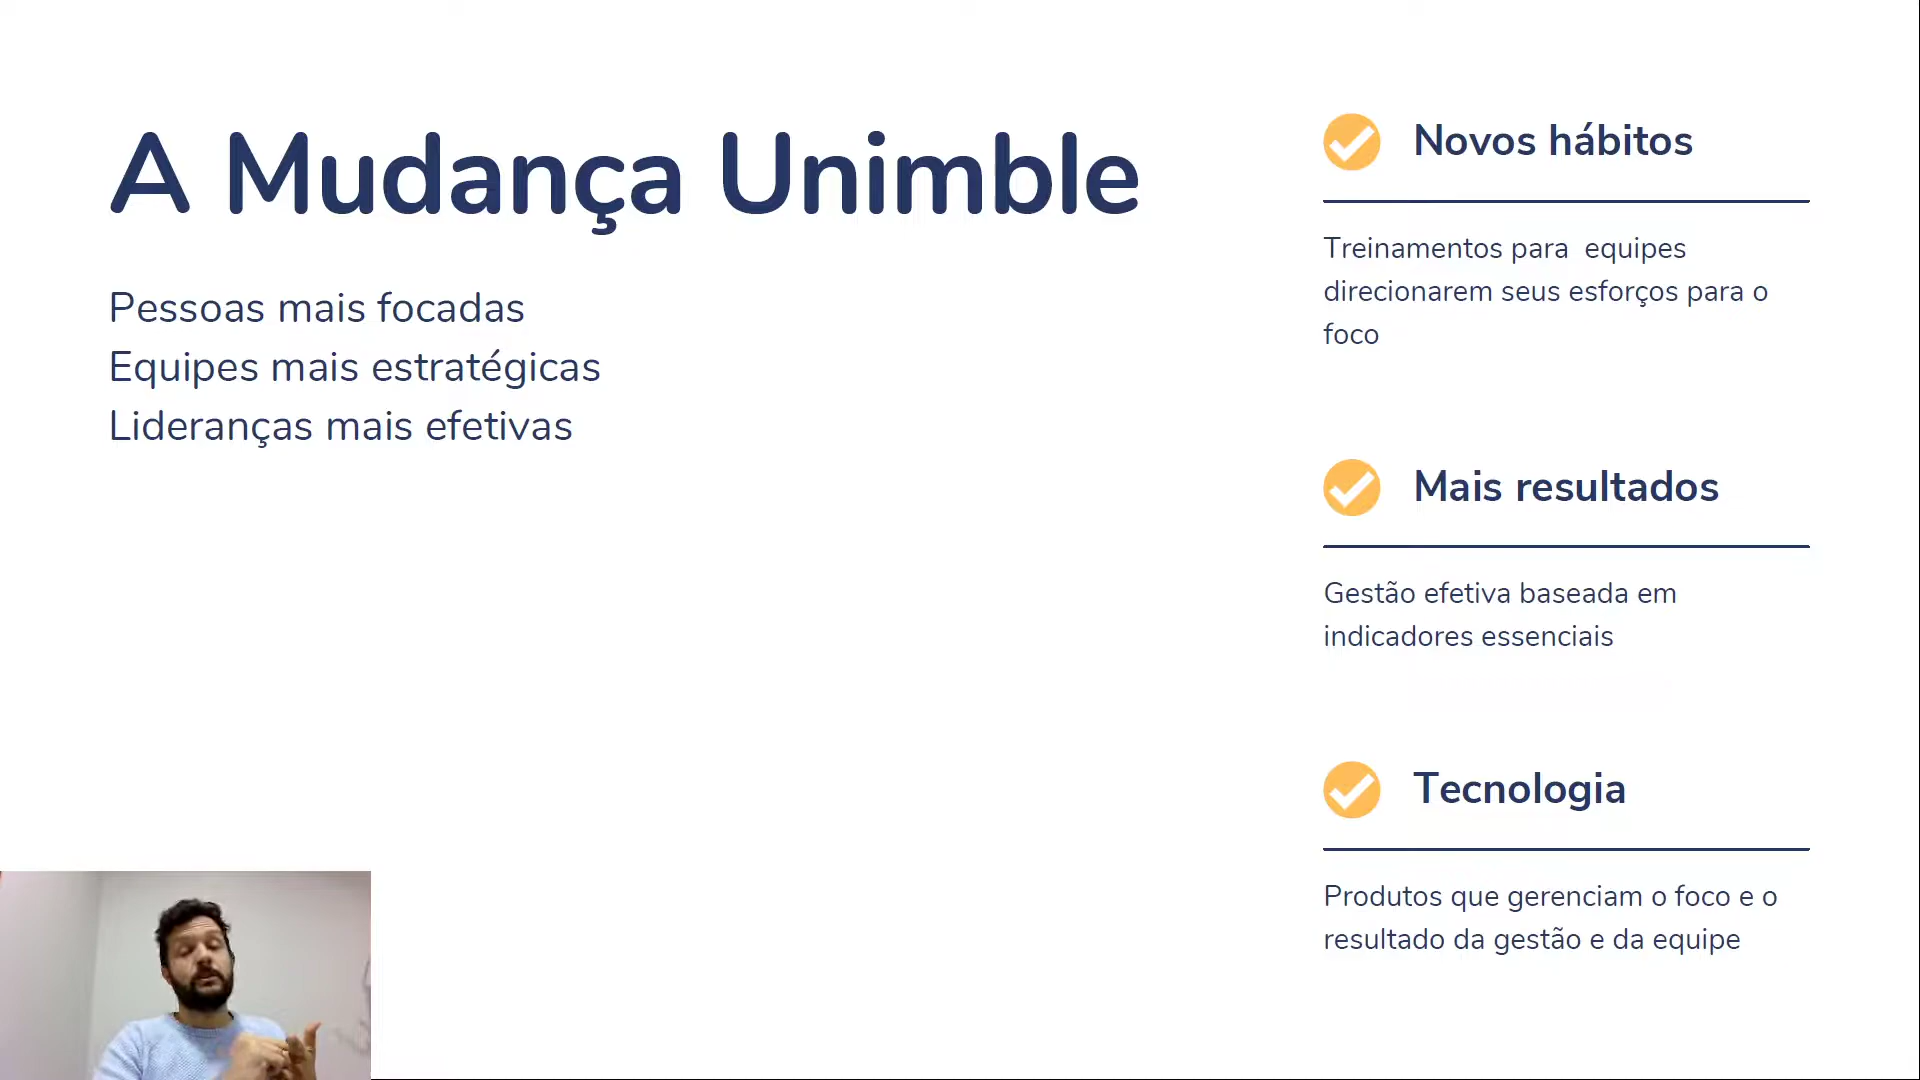 A Mudança Unimble
Pessoas mais focadas
Equipes mais estratégicas
Lideranças mais efetivas
Novos hábitos
Treinamentos para  equipes
direcionarem seus esforços para o
foco
Mais resultados
Gestão efetiva baseada em
indicadores essenciais
Tecnologia
Produtos que gerenciam o foco e o
resultado da gestão e da equipe